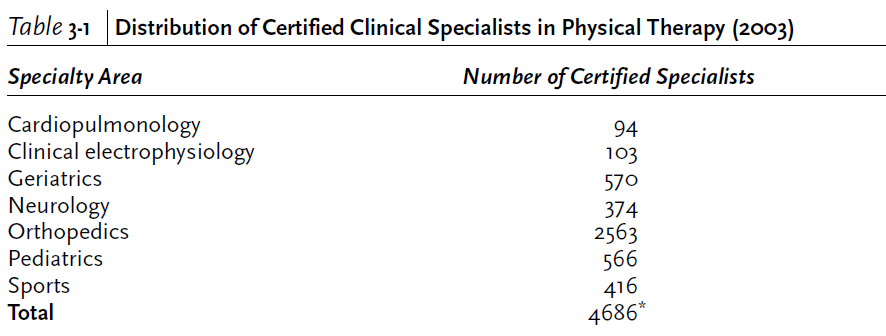 Table 3-1 Distribution of Certified Clinical Specialists in Physical Therapy (2003)
Specialty Area Number of Certified Specialists
Cardiopulmonology 94
Clinical electrophysiology 103
Geriatrics 570
Neurology 374
Orthopedics 2563
Pediatrics 566
Sports 416
Total 4686*